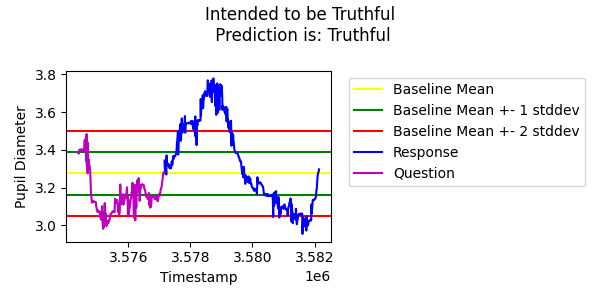 Intended to be Truthful
Prediction is: Truthful
Pupil Diameter
3.8
3.6
3.4
3.2
3.0
3.576
3.578
3.580
3.582
1e6
Timestamp
Baseline Mean
Baseline Mean +- 1 stddev
Baseline Mean +- 2 stddev
Response
Question